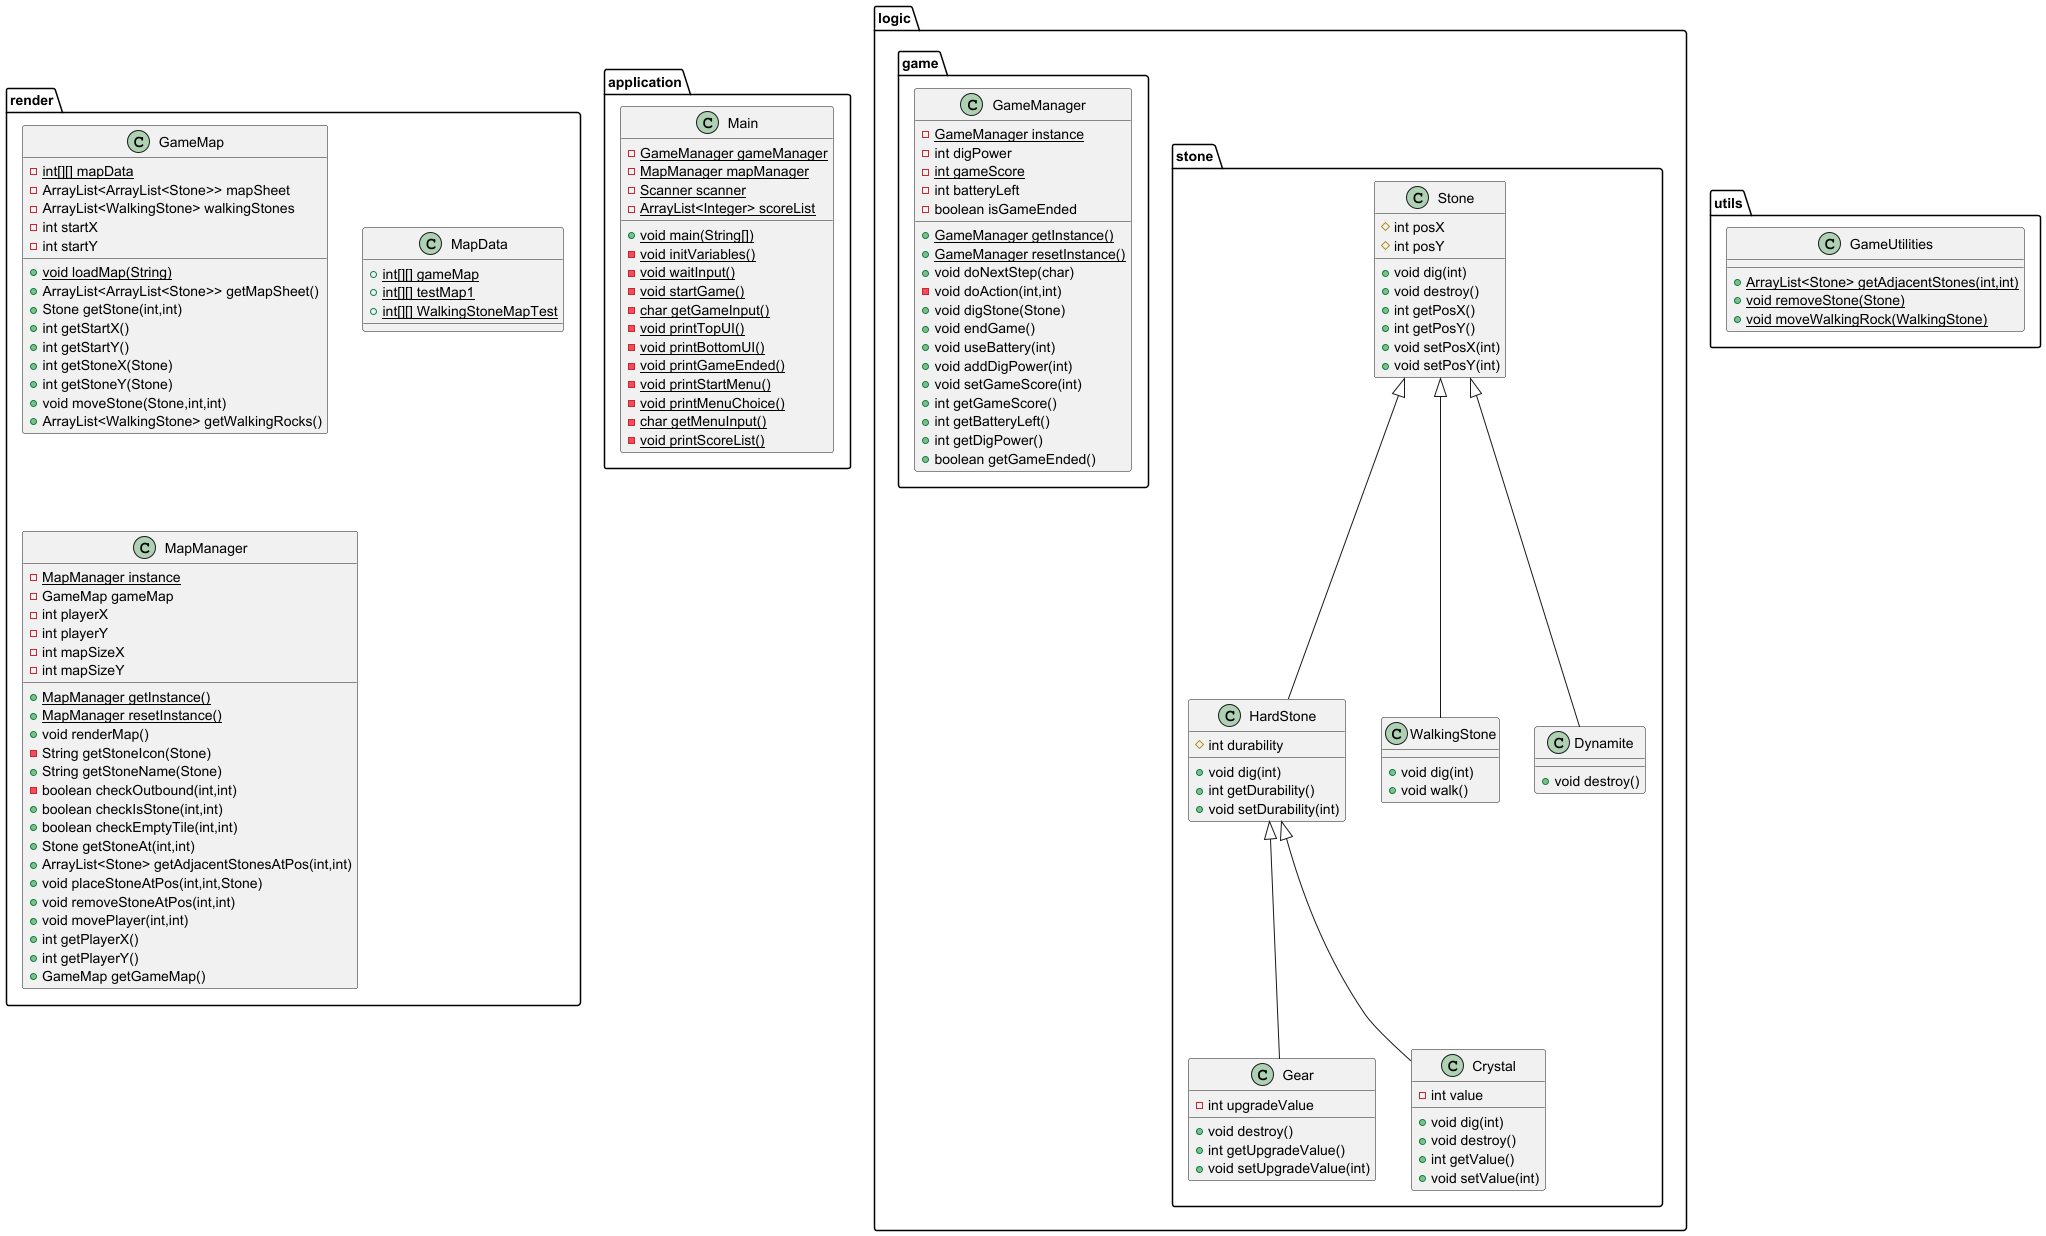 render
C GameMap
int[][] mapData
ArrayList<ArrayList<Stone>> mapSheet
ArrayList<WalkingStone> walkingStones
int startX
int startY
void loadMap(String)
ArrayList<ArrayList<Stone>> getMapSheet()
Stone getStone(int,int)
int getStartX()
int getStartY()
int getStoneX(Stone)
int getStoneY(Stone)
void moveStone(Stone,int,int)
ArrayList<WalkingStone> getWalkingRocks()
C MapData
int[][] gameMap
int[][] testMap1
int[][] WalkingStoneMapTest
C MapManager
MapManager instance
GameMap gameMap
int playerX
int playerY
int mapSizeX
int mapSizeY
MapManager getInstance()
MapManager resetInstance()
void renderMap()
String getStoneIcon(Stone)
String getStoneName(Stone)
boolean checkOutbound(int,int)
boolean checkIsStone(int,int)
boolean checkEmptyTile(int,int)
Stone getStoneAt(int,int)
ArrayList<Stone> getAdjacentStonesAtPos(int,int)
void placeStoneAtPos(int,int,Stone)
void removeStoneAtPos(int,int)
void movePlayer(int,int)
int getPlayerX()
int getPlayerY()
GameMap getGameMap()
application
C Main
GameManager gameManager
MapManager mapManager
Scanner scanner
ArrayList<Integer> scoreList
void main(String[])
void initVariables()
void waitInput()
void startGame()
char getGameInput()
void printTopUI()
void printBottomUI()
void printGameEnded()
void printStartMenu()
void printMenuChoice()
char getMenuInput()
void printScoreList()
logic
game
C GameManager
GameManager instance
int digPower
int gameScore
int batteryLeft
boolean isGameEnded
GameManager getInstance()
GameManager resetInstance()
void doNextStep(char)
void doAction(int,int)
void digStone(Stone)
void endGame()
void useBattery(int)
void addDigPower(int)
void setGameScore(int)
int getGameScore()
int getBatteryLeft()
int getDigPower()
boolean getGameEnded()
stone
C Stone
int posX
int posY
void dig(int)
void destroy()
int getPosX()
int getPosY()
void setPosX(int)
void setPosY(int)
C HardStone
int durability
void dig(int)
int getDurability()
void setDurability(int)
C WalkingStone
void dig(int)
void walk()
C Dynamite
void destroy()
C Gear
int upgradeValue
void destroy()
int getUpgradeValue()
void setUpgradeValue(int)
C Crystal
int value
void dig(int)
void destroy()
int getValue()
void setValue(int)
utils
C GameUtilities
ArrayList<Stone> getAdjacentStones(int,int)
void removeStone(Stone)
void moveWalkingRock(WalkingStone)